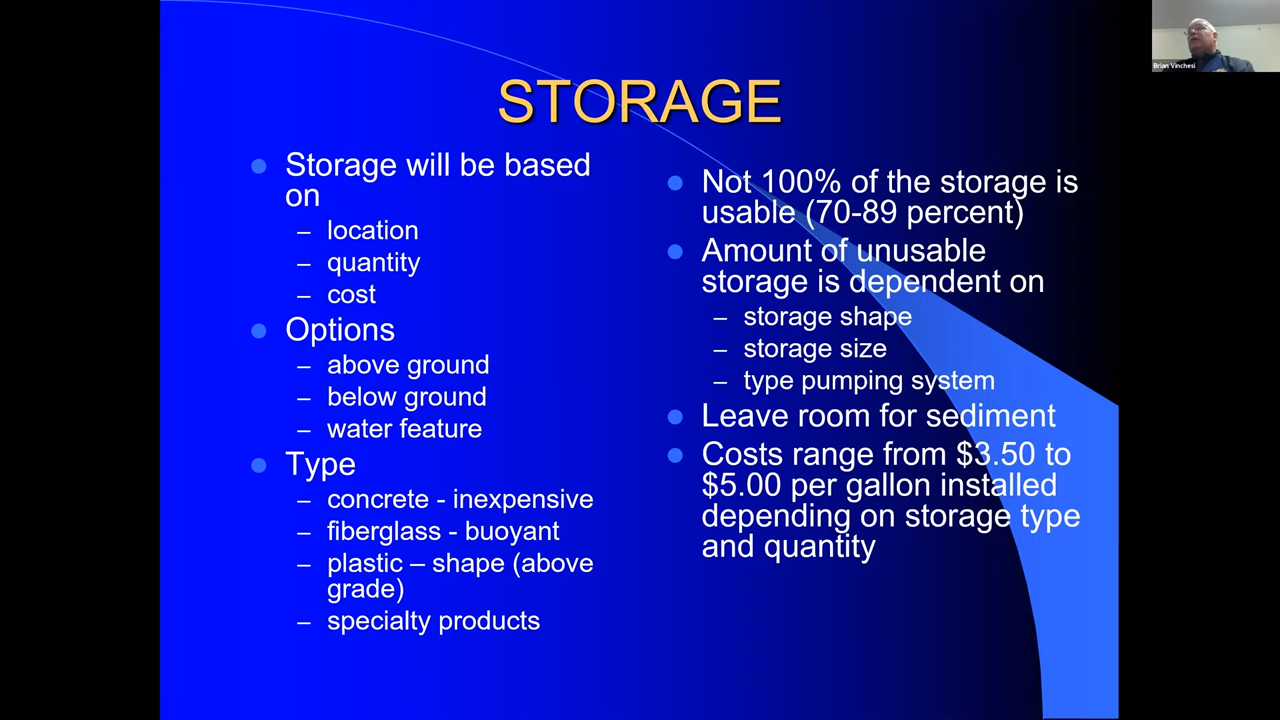 STORAGE
Storage will be based
on
– location
– quantity
– cost
Options
– above ground
– below ground
– water feature
Type
– concrete - inexpensive
– fiberglass - buoyant
– plastic – shape (above
grade)
– specialty products
Not 100% of the storage is
usable (70-89 percent)
Amount of unusable
storage is dependent on
– storage shape
– storage size
– type pumping system
Leave room for sediment
Costs range from $3.50 to
$5.00 per gallon installed
depending on storage type
and quantity
Brian Vinchesi